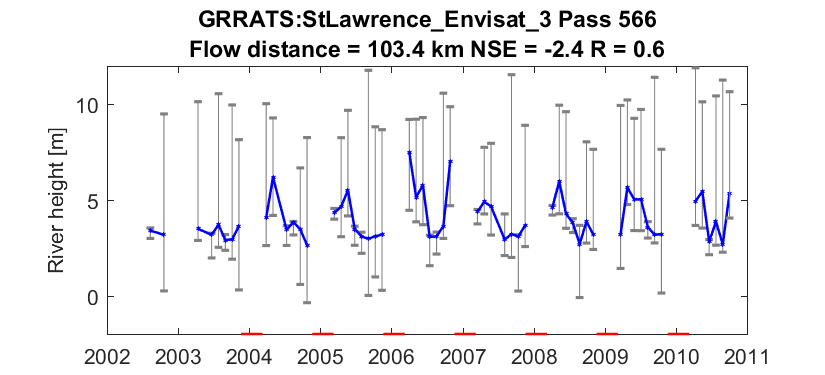 GRRATS:StLawrence_Envisat_3 Pass 566
Flow distance = 103.4 km NSE = -2.4 R = 0.6
River height [m]
10
5
0
2002 2003 2004 2005 2006 2007 2008 2009 2010 2011